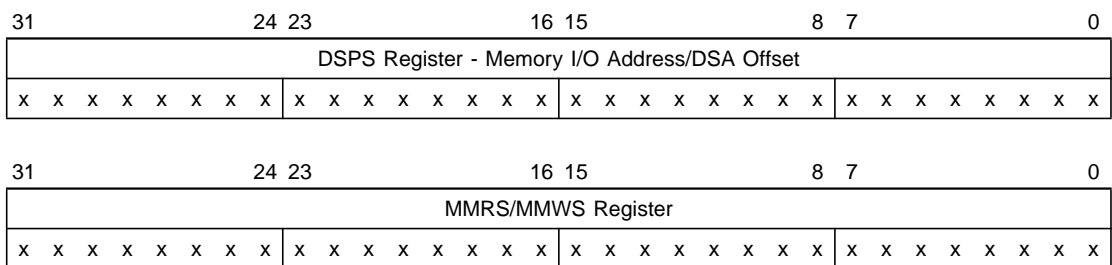 31 24 23 16 15 8 7 0
DSPS Register - Memory I/O Address/DSA Offset
x x x x x x x x x x x x x x x x x x x x x x x x x x x x x x x x
31 24 23 16 15 8 7 0
MMRS/MMWS Register
x x x x x x x x x x x x x x x x x x x x x x x x x x x x x x x x